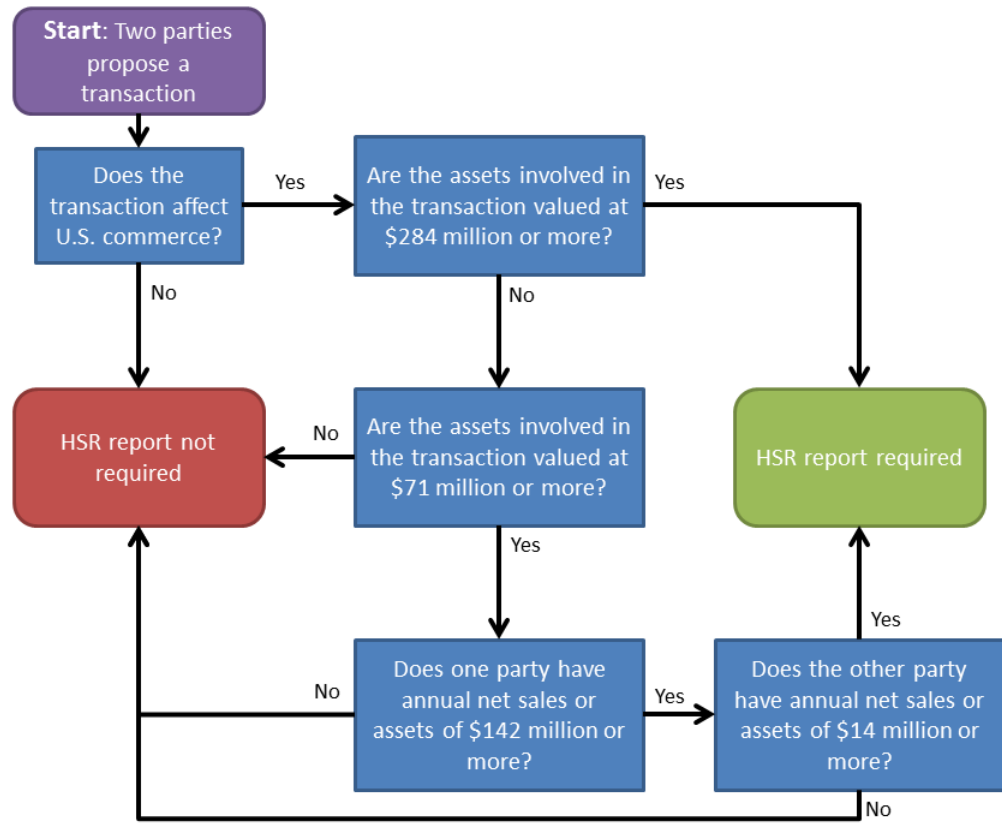 Start: Two parties
propose a
transaction
Does the
transaction affect
U.S. commerce?
Yes
Are the assets involved in
the transaction valued at
$284 million or more?
Yes
No
No
HSR report not
required
No
Are the assets involved in
the transaction valued at
$71 million or more?
HSR report required
Yes
Yes
No
Does one party have
annual net sales or
assets of $142 million or
more?
Yes
Does the other party
have annual net sales or
assets of $14 million or
more?
No